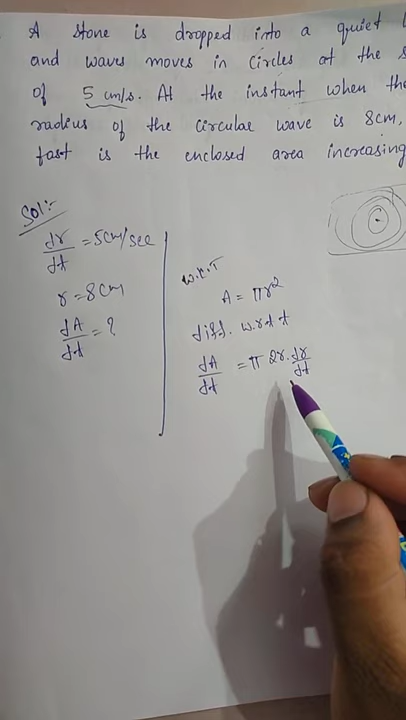 A stone is dropped into a quiet
and waves moves in circles at the
of 5 cm/s. At the instant when the
radius of the circular wave is 8cm,
fast is the enclosed area increasing
Sol:-
dr/dt = 5cm/sec
r = 8cm
dA/dt = ?
W.K.T
A = πr²
diff. w.r.t t
dA/dt = π 2r. dr/dt